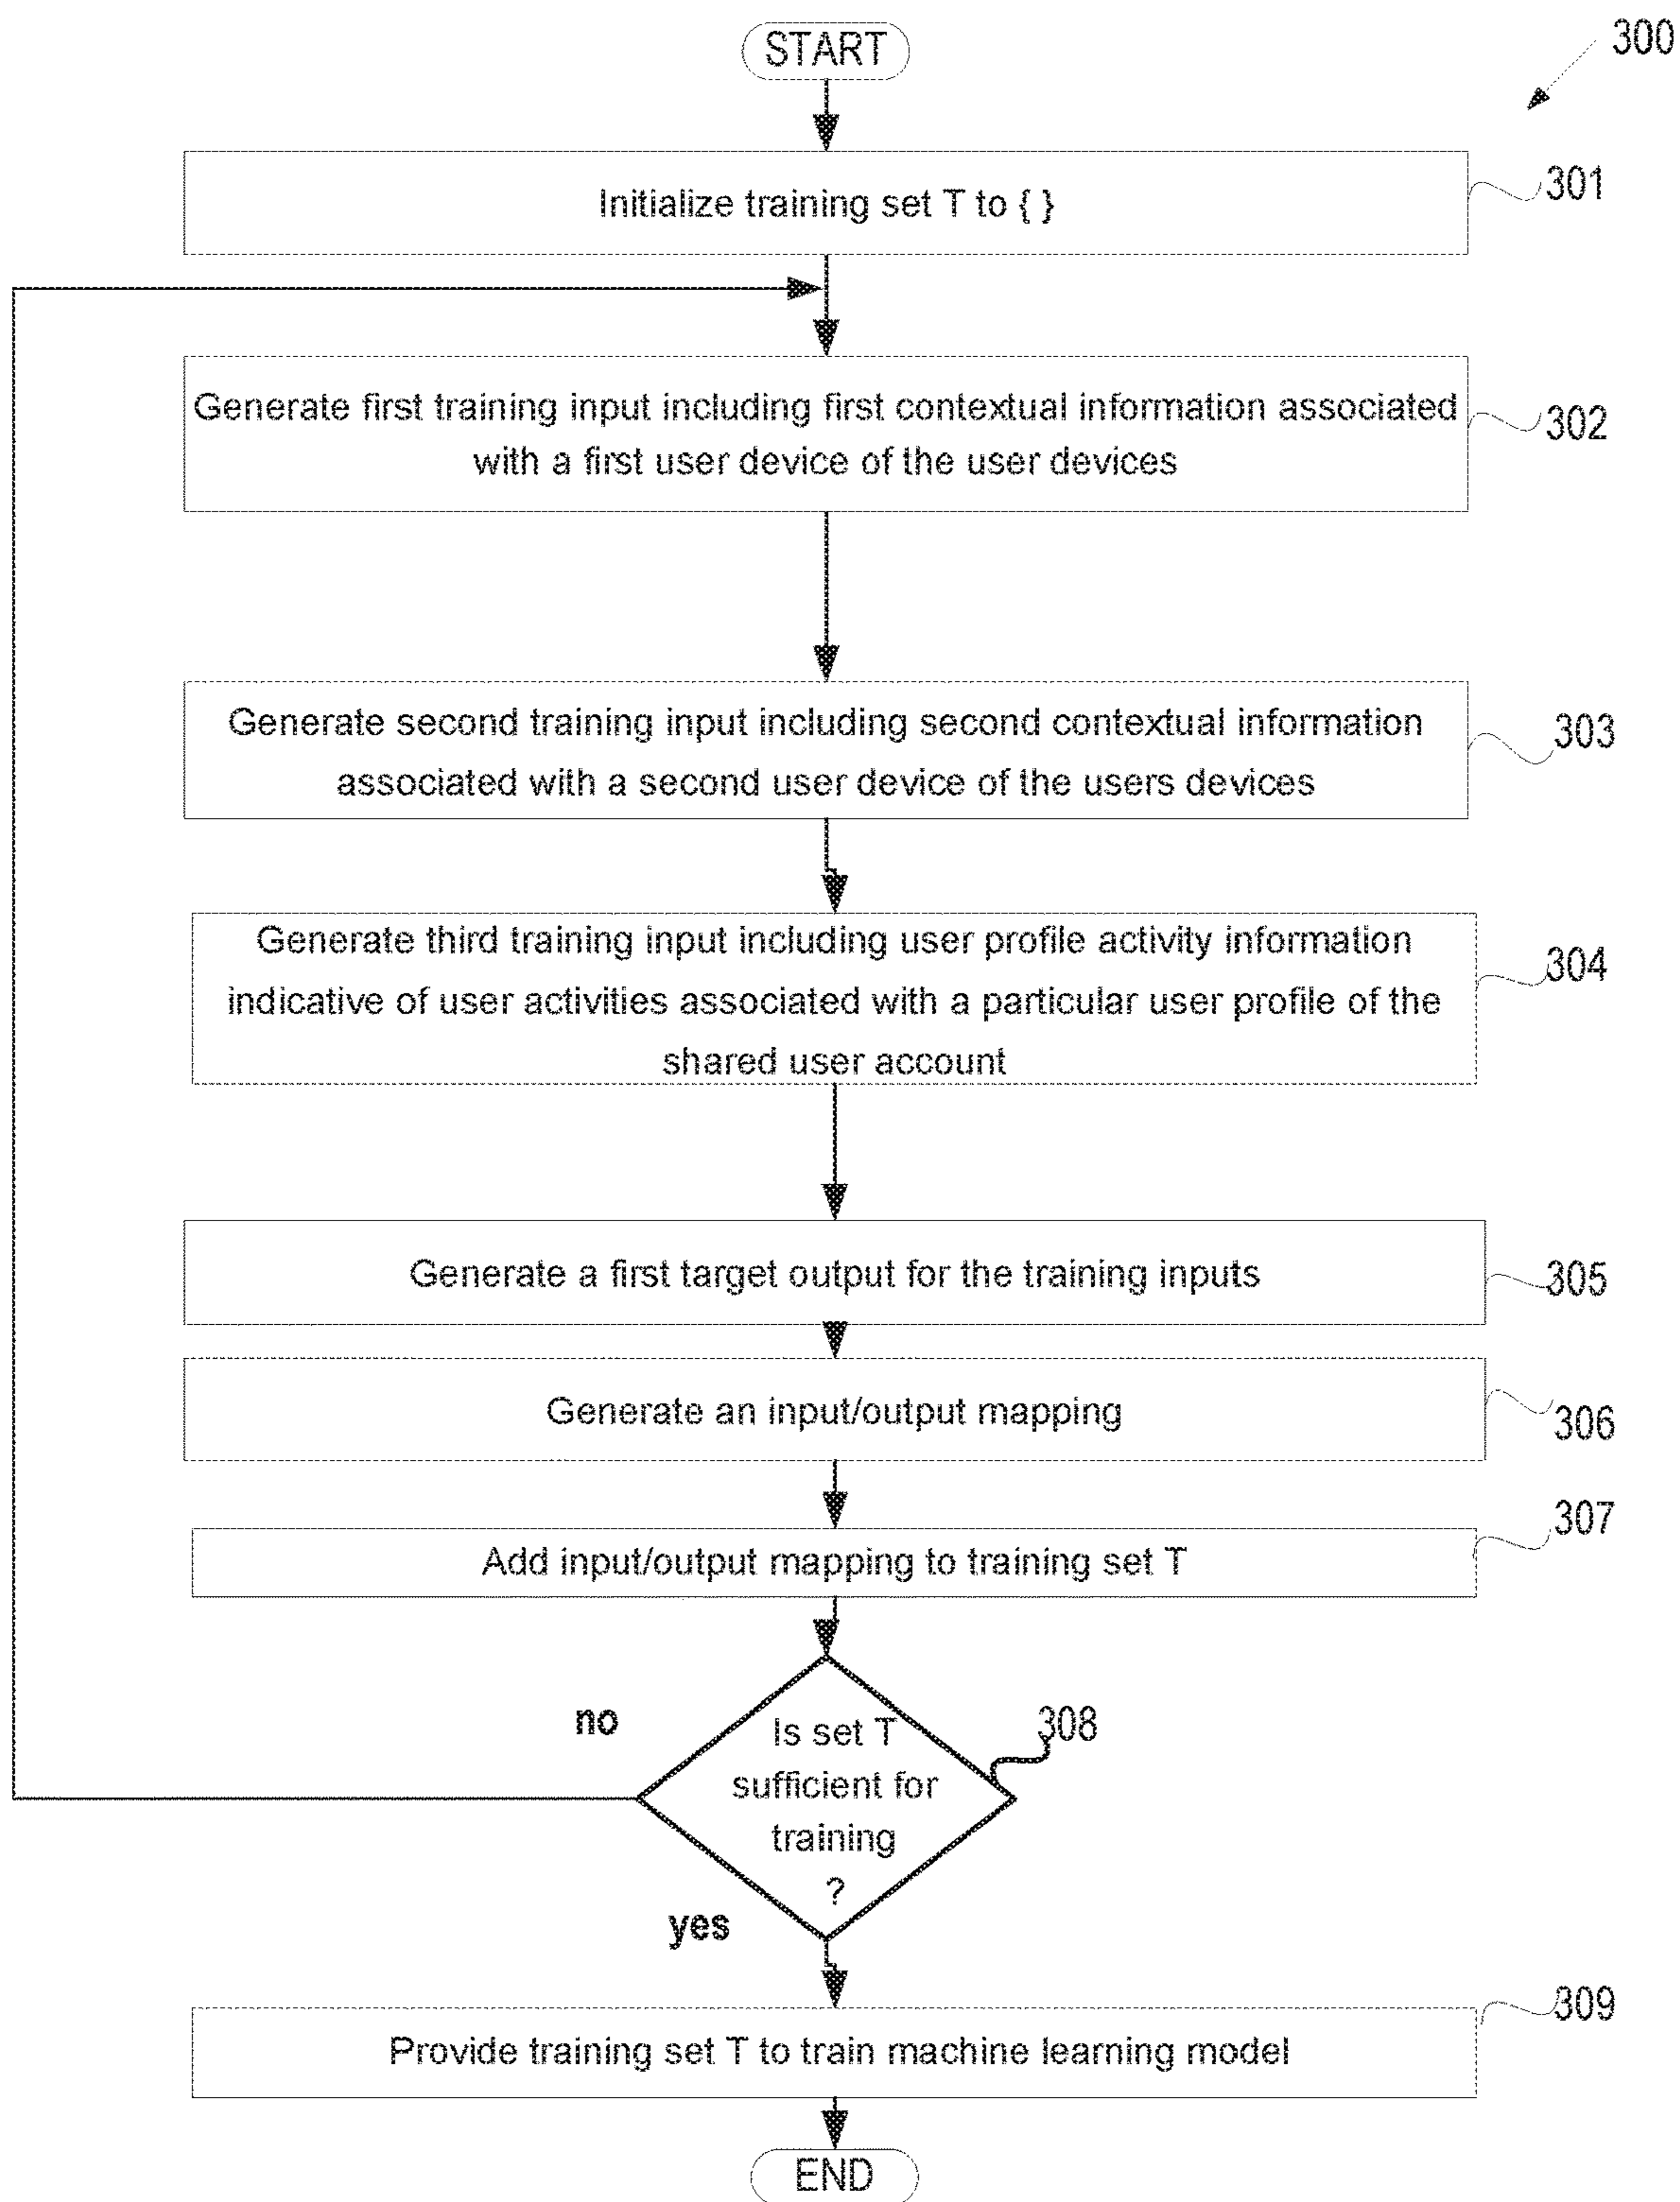 START
300
Initialize training set T to { }
301
Generate first training input including first contextual information associated
with a first user device of the user devices
302
Generate second training input including second contextual information
associated with a second user device of the users devices
303
Generate third training input including user profile activity information
indicative of user activities associated with a particular user profile of the
shared user account
304
Generate a first target output for the training inputs
305
Generate an input/output mapping
306
Add input/output mapping to training set T
307
no
Is set T
sufficient for
training
?
308
yes
Provide training set T to train machine learning model
309
END